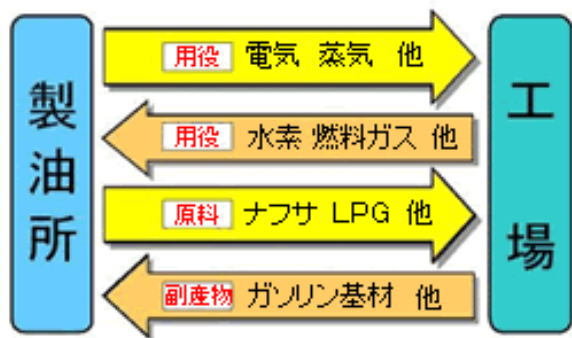 製油所
用役 電気 蒸気 他
用役 水素 燃料ガス 他
原料 ナフサ LPG 他
副産物 ガソリン基材 他
工場